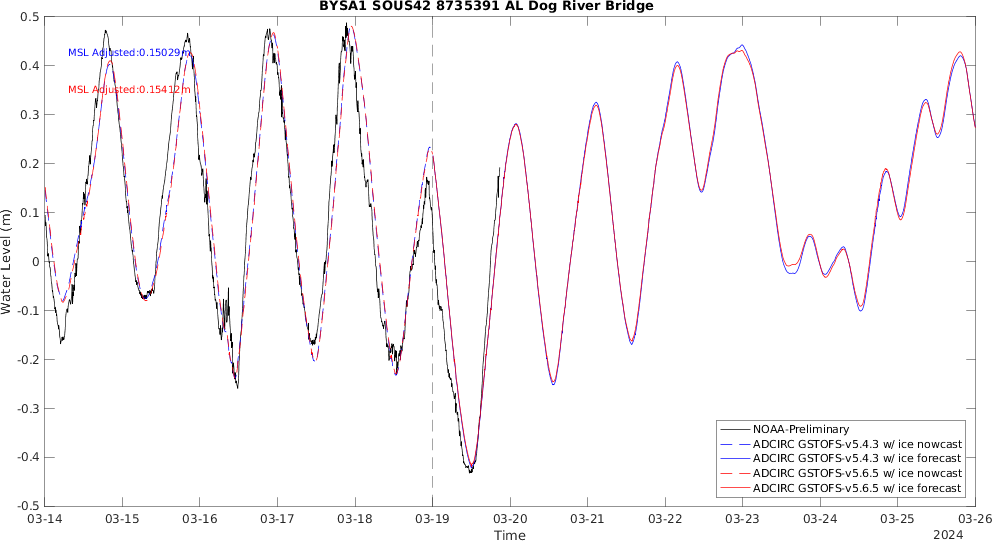 BYSA1 SOUS42 8735391 AL Dog River Bridge
0.5
0.4
0.3
0.2
0.1
0
-0.1
-0.2
-0.3
-0.4
-0.5
Water Level (m)
MSL Adjusted:0.15029m
MSL Adjusted:0.15412m
NOAA-Preliminary
ADCIRC GSTOFS-v5.4.3 w/ ice nowcast
ADCIRC GSTOFS-v5.4.3 w/ ice forecast
ADCIRC GSTOFS-v5.6.5 w/ ice nowcast
ADCIRC GSTOFS-v5.6.5 w/ ice forecast
03-14 03-15 03-16 03-17 03-18 03-19 03-20 03-21 03-22 03-23 03-24 03-25 03-26
Time
2024